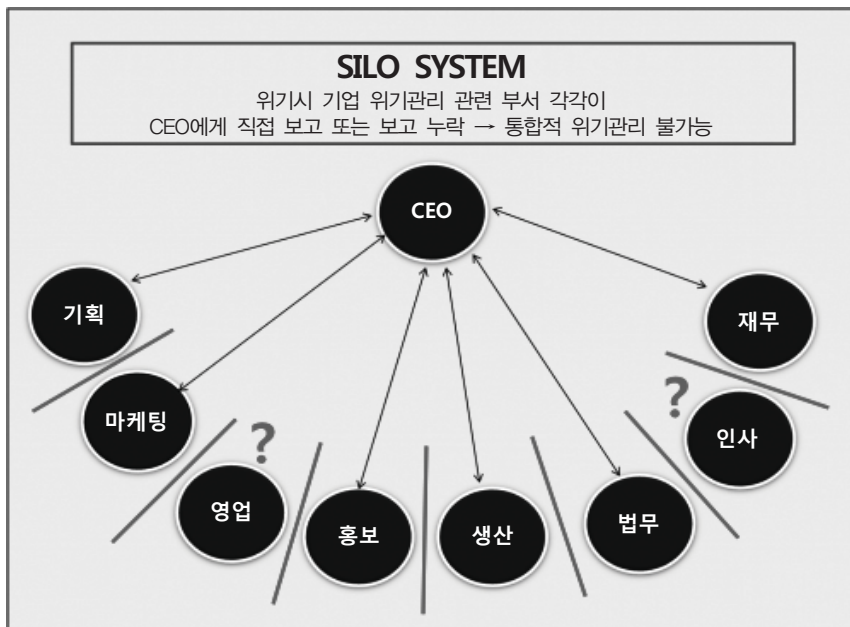 SILO SYSTEM
위기시 기업 위기관리 관련 부서 각각이
CEO에게 직접 보고 또는 보고 누락 → 통합적 위기관리 불가능
CEO
기획
재무
마케팅
?
?
인사
영업
홍보
생산
법무